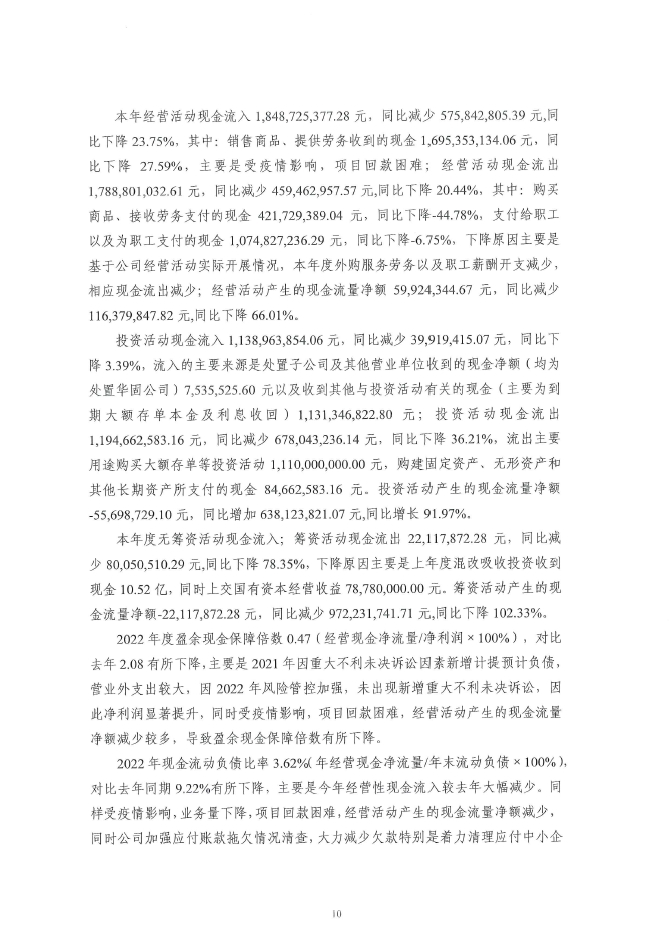 本年经营活动现金流入 1,848,725,377.28 元，同比减少 575,842,805.39 元,同
比下降 23.75%，其中：销售商品、提供劳务收到的现金 1,695,353,134.06 元，同
比下降 27.59%，主要是受疫情影响，项目回款困难；经营活动现金流出
1,788,801,032.61 元，同比减少 459,462,957.57 元,同比下降 20.44%，其中：购买
商品、接收劳务支付的现金 421,729,389.04 元，同比下降-44.78%，支付给职工
以及为职工支付的现金 1,074,827,236.29 元，同比下降-6.75%，下降原因主要是
基于公司经营活动实际开展情况，本年度外购服务劳务以及职工薪酬开支减少，
相应现金流出减少；经营活动产生的现金流量净额 59,924,344.67 元，同比减少
116,379,847.82 元,同比下降 66.01%。
投资活动现金流入 1,138,963,854.06 元，同比减少 39,919,415.07 元，同比下
降 3.39%，流入的主要来源是处置子公司及其他营业单位收到的现金净额（均为
处置华固公司）7,535,525.60 元以及收到其他与投资活动有关的现金（主要为到
期大额存单本金及利息收回）1,131,346,822.80 元；投资活动现金流出
1,194,662,583.16 元，同比减少 678,043,236.14 元，同比下降 36.21%，流出主要
用途购买大额存单等投资活动 1,110,000,000.00 元，购建固定资产、无形资产和
其他长期资产所支付的现金 84,662,583.16 元。投资活动产生的现金流量净额
-55,698,729.10 元，同比增加 638,123,821.07 元,同比增长 91.97%。
本年度无筹资活动现金流入；筹资活动现金流出 22,117,872.28 元，同比减
少 80,050,510.29 元,同比下降 78.35%，下降原因主要是上年度混改吸收投资收到
现金 10.52 亿，同时上交国有资本经营收益 78,780,000.00 元。筹资活动产生的现
金流量净额-22,117,872.28 元，同比减少 972,231,741.71 元,同比下降 102.33%。
2022 年度盈余现金保障倍数 0.47（经营现金净流量/净利润×100%），对比
去年 2.08 有所下降,主要是 2021 年因重大不利未决诉讼因素新增计提预计负债，
营业外支出较大，因 2022 年风险管控加强，未出现新增重大不利未决诉讼，因
此净利润显著提升，同时受疫情影响，项目回款困难，经营活动产生的现金流量
净额减少较多，导致盈余现金保障倍数有所下降。
2022 年现金流动负债比率 3.62%（年经营现金净流量/年末流动负债×100%），
对比去年同期 9.22%有所下降，主要是今年经营性现金流入较去年大幅减少。同
样受疫情影响,业务量下降,项目回款困难,经营活动产生的现金流量净额减少，
同时公司加强应付账款拖欠情况清查,大力减少欠款特别是着力清理应付中小企
10